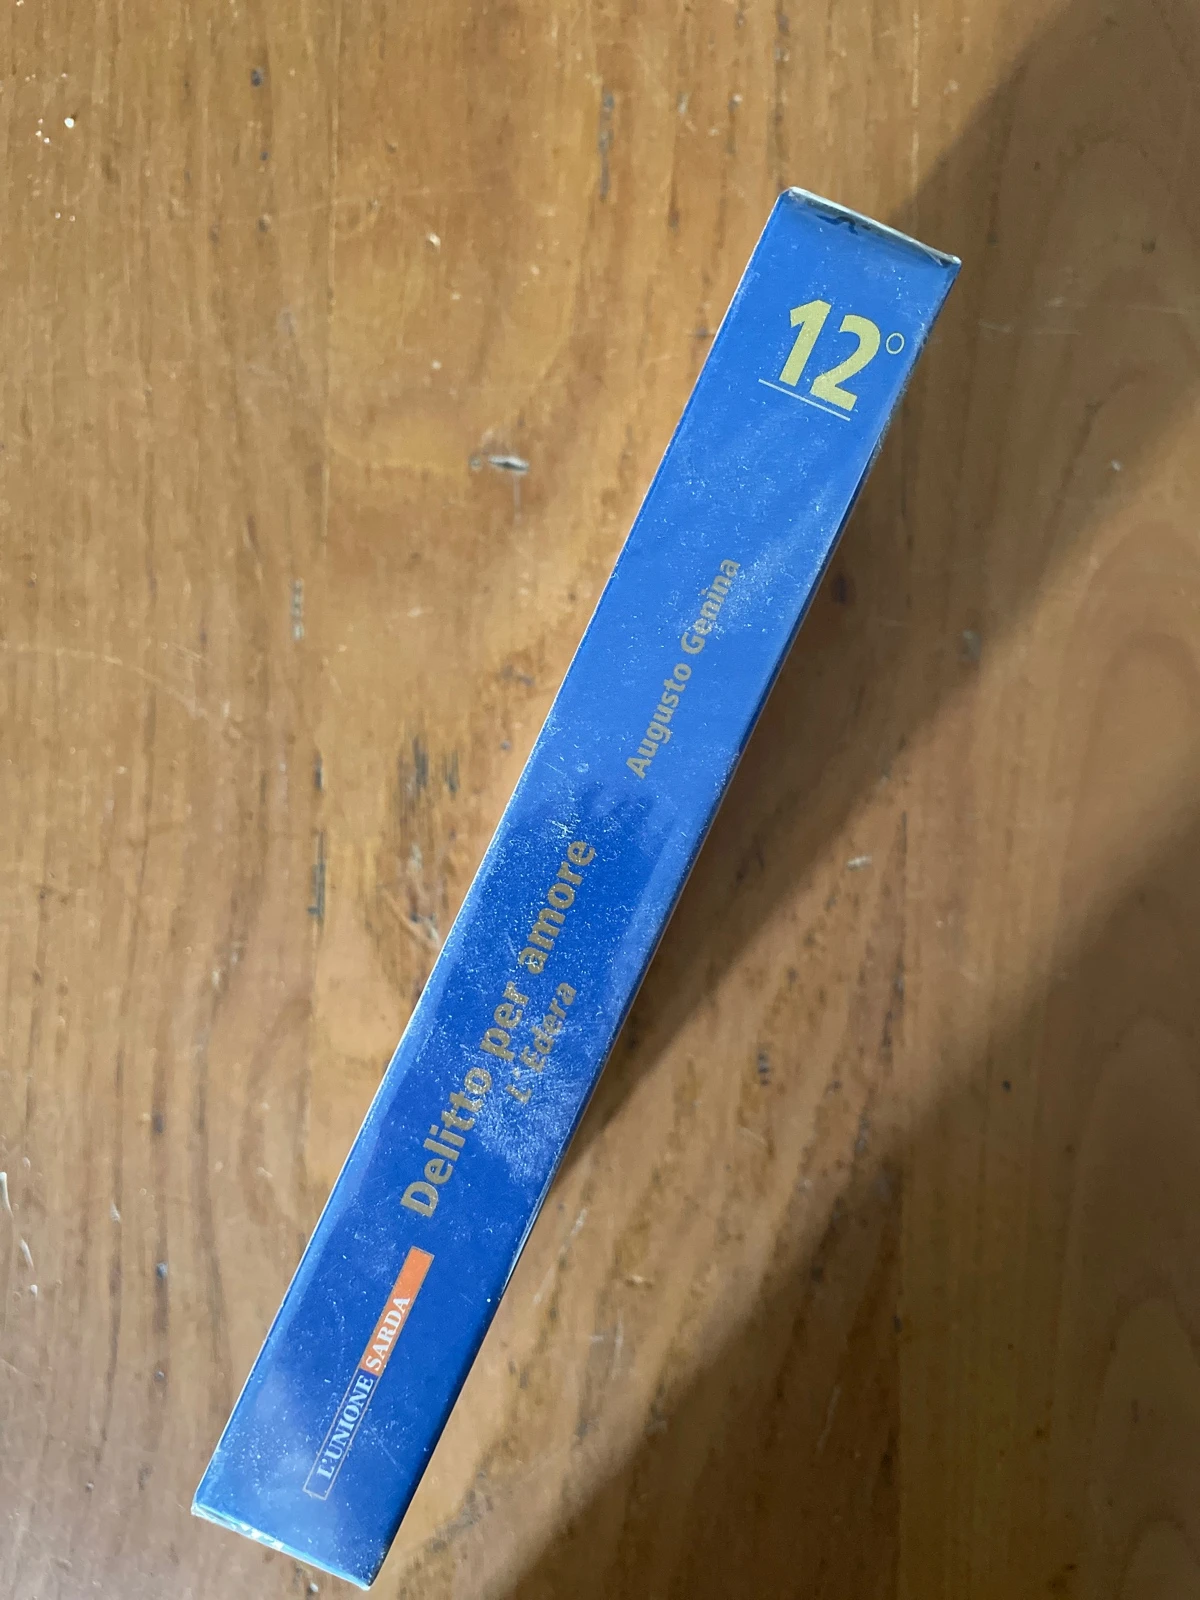 12°
Augusto Genina
Delitto per amore
L'Edera
L'UNIONE SARDA